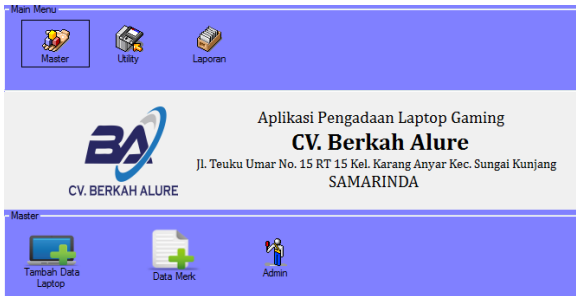 Main Menu
Master
Utility
Laporan
BA
CV. BERKAH ALURE
Aplikasi Pengadaan Laptop Gaming
CV. Berkah Alure
Jl. Teuku Umar No. 15 RT 15 Kel. Karang Anyar Kec. Sungai Kunjang
SAMARINDA
Master
Tambah Data
Laptop
Data Merk
Admin